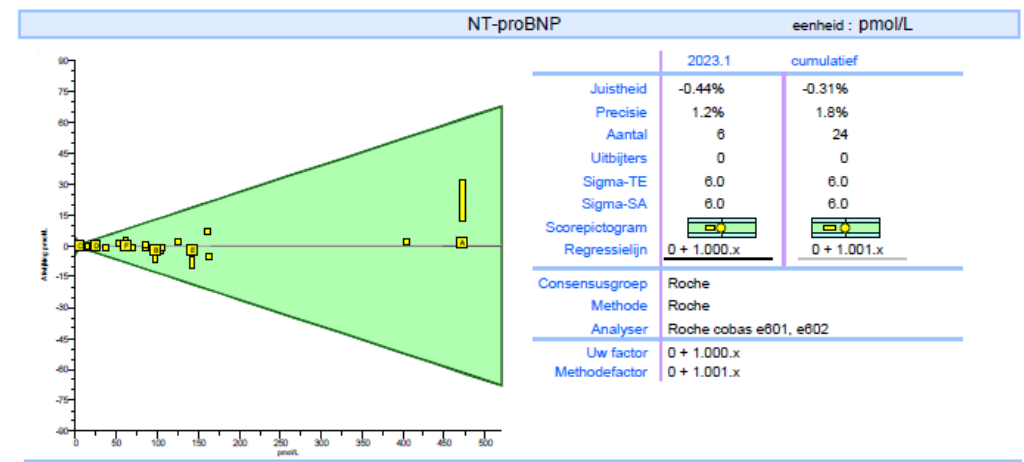 NT-proBNP eenheid : pmol/L
2023.1 cumulatief
Juistheid -0.44% -0.31%
Precisie 1.2% 1.8%
Aantal 6 24
Uitbijters 0 0
Sigma-TE 6.0 6.0
Sigma-SA 6.0 6.0
Scorepictogram
Regressielijn 0 + 1.000.x 0 + 1.001.x
Consensusgroep Roche
Methode Roche
Analyser Roche cobas e601, e602
Uw factor 0 + 1.000.x
Methodefactor 0 + 1.001.x
90
75
60
45
30
15
0
-15
-30
-45
-60
-75
-90
Afwijking pmol/L
C D F B E A
0 50 100 150 200 250 300 350 400 450 500
pmol/L